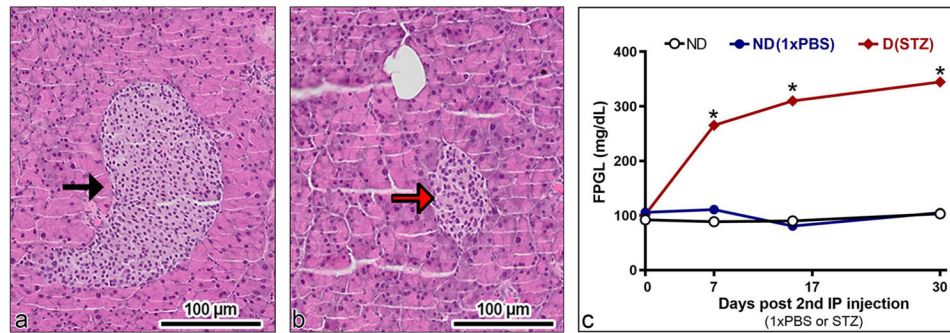 a
100 µm
b
100 µm
ND ND(1xPBS) D(STZ)
400
300
200
100
0
FPGL (mg/dL)
*
*
*
0 7 17 30
Days post 2nd IP injection
(1xPBS or STZ)
c